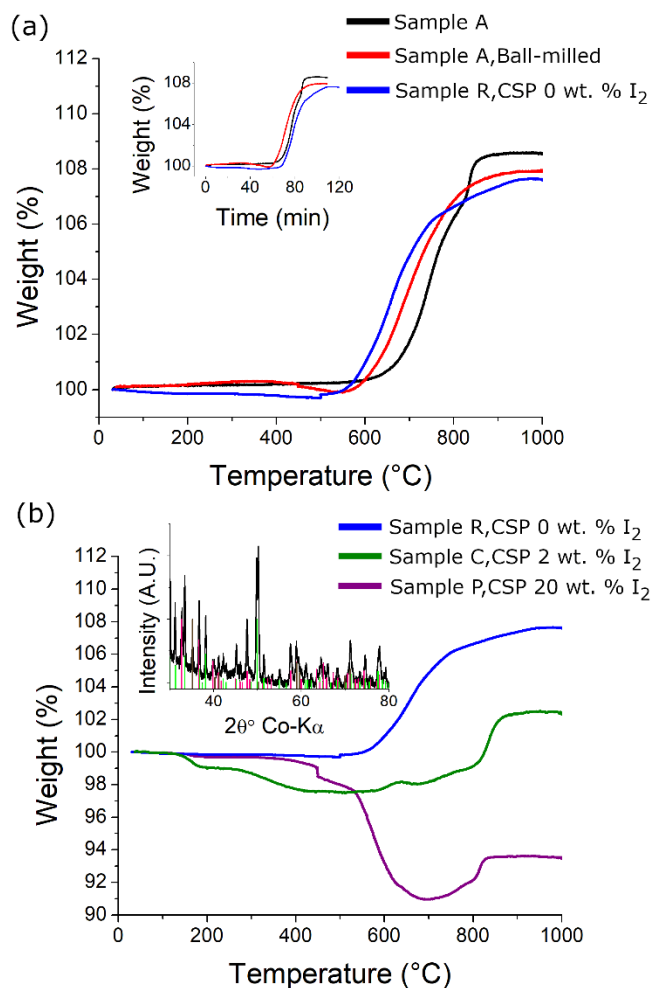 (a)
Sample A
Sample A,Ball-milled
Sample R,CSP 0 wt. % I₂
112
110
108
106
104
102
100
Weight (%)
108
104
100
Weight (%)
0 40 80 120
Time (min)
0 200 400 600 800 1000
Temperature (°C)
(b)
Sample R,CSP 0 wt. % I₂
Sample C,CSP 2 wt. % I₂
Sample P,CSP 20 wt. % I₂
112
110
108
106
104
102
100
98
96
94
92
90
Weight (%)
Intensity (A.U.)
40 60 80
2θ° Co-Kα
0 200 400 600 800 1000
Temperature (°C)